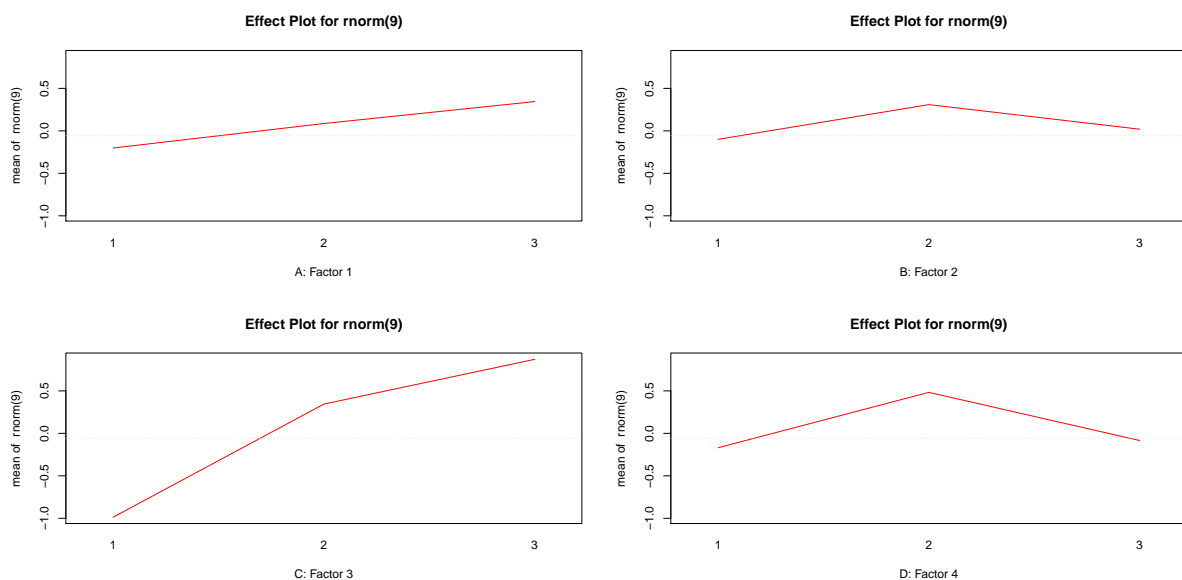 Effect Plot for rnorm(9)
mean of  rnorm(9)
0.5
0.0
−0.5
−1.0
1 2 3
A: Factor 1
Effect Plot for rnorm(9)
mean of  rnorm(9)
0.5
0.0
−0.5
−1.0
1 2 3
B: Factor 2
Effect Plot for rnorm(9)
mean of  rnorm(9)
0.5
0.0
−0.5
−1.0
1 2 3
C: Factor 3
Effect Plot for rnorm(9)
mean of  rnorm(9)
0.5
0.0
−0.5
−1.0
1 2 3
D: Factor 4